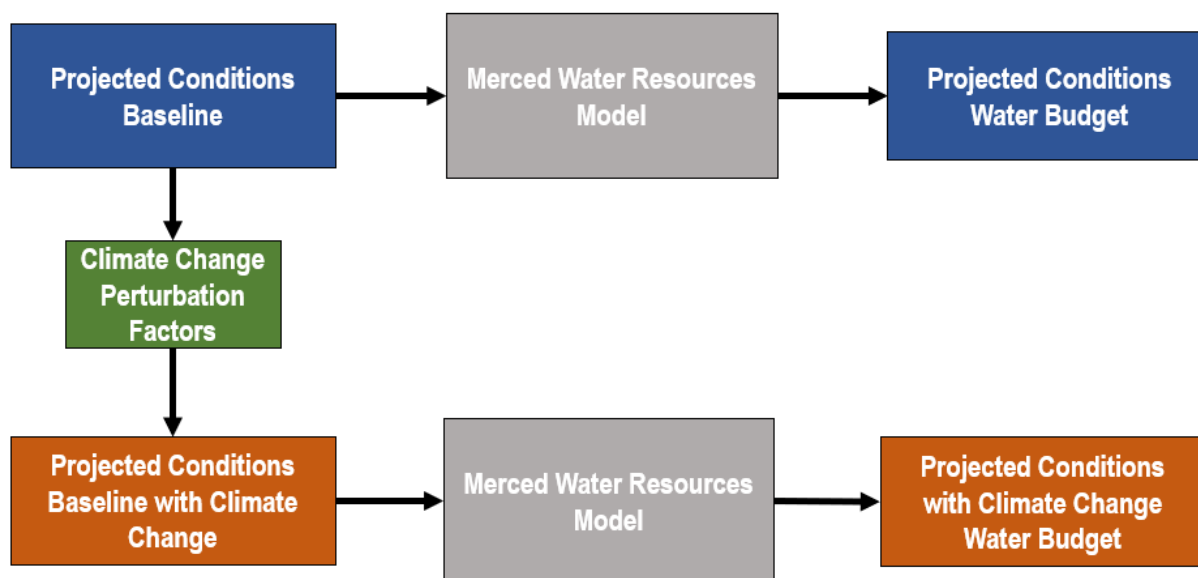 Projected Conditions
Baseline
Merced Water Resources
Model
Projected Conditions
Water Budget
Climate Change
Perturbation
Factors
Projected Conditions
Baseline with Climate
Change
Merced Water Resources
Model
Projected Conditions
with Climate Change
Water Budget